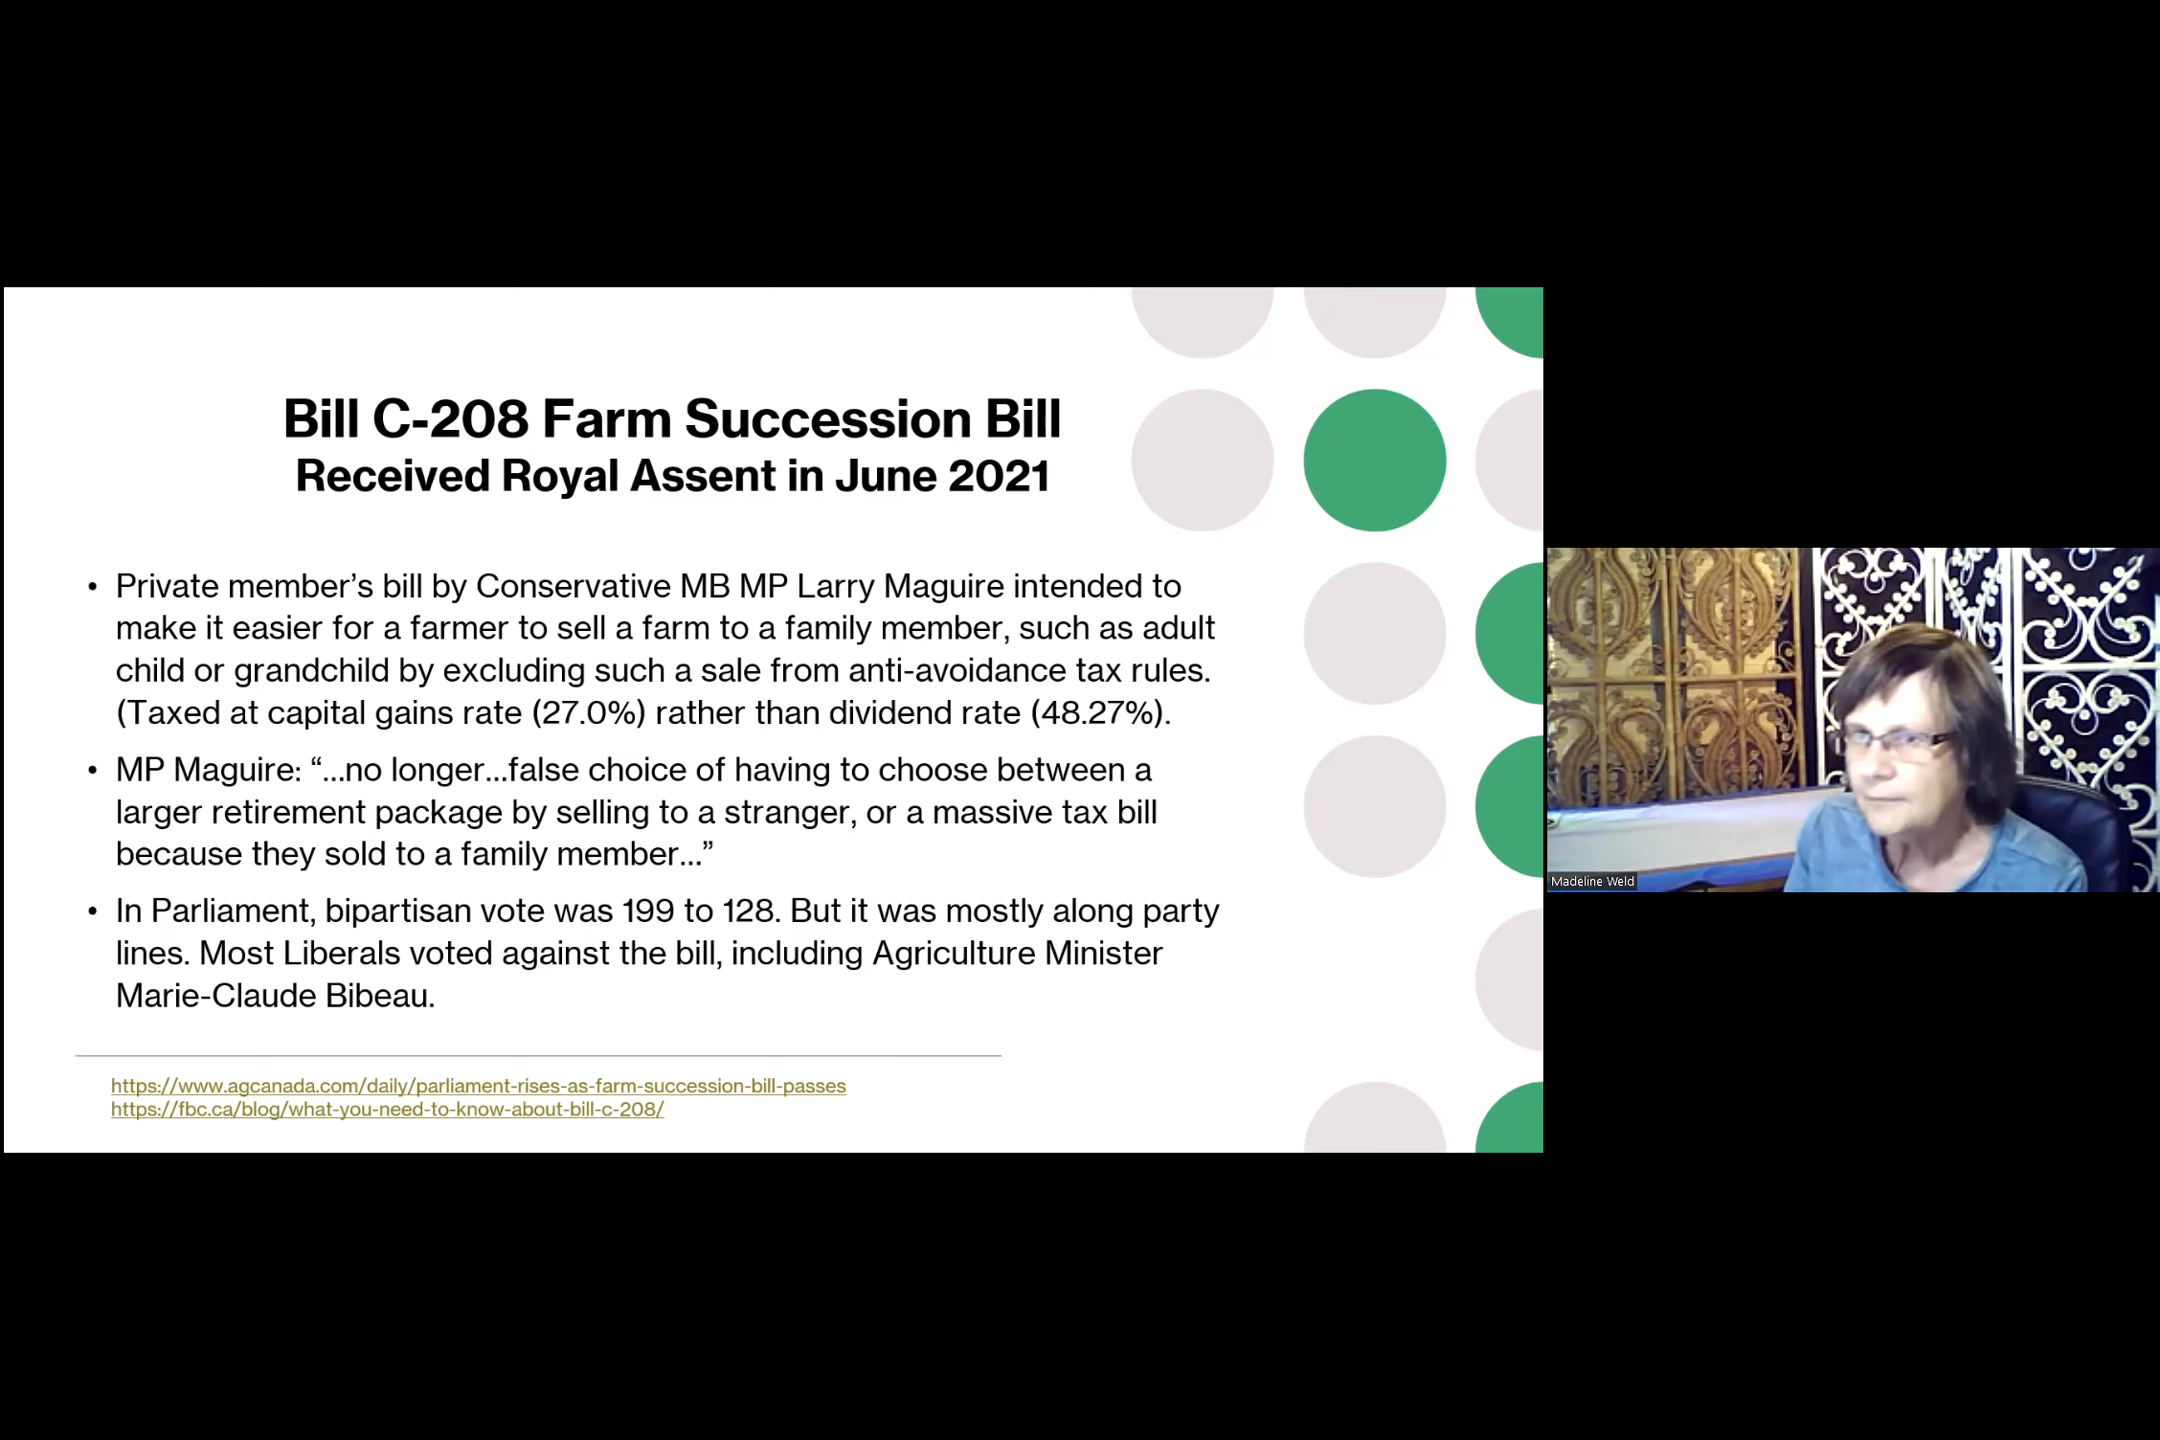 Bill C-208 Farm Succession Bill
Received Royal Assent in June 2021
• Private member’s bill by Conservative MB MP Larry Maguire intended to
make it easier for a farmer to sell a farm to a family member, such as adult
child or grandchild by excluding such a sale from anti-avoidance tax rules.
(Taxed at capital gains rate (27.0%) rather than dividend rate (48.27%).
• MP Maguire: “...no longer...false choice of having to choose between a
larger retirement package by selling to a stranger, or a massive tax bill
because they sold to a family member...”
• In Parliament, bipartisan vote was 199 to 128. But it was mostly along party
lines. Most Liberals voted against the bill, including Agriculture Minister
Marie-Claude Bibeau.
https://www.agcanada.com/daily/parliament-rises-as-farm-succession-bill-passes
https://fbc.ca/blog/what-you-need-to-know-about-bill-c-208/
Madeline Weld